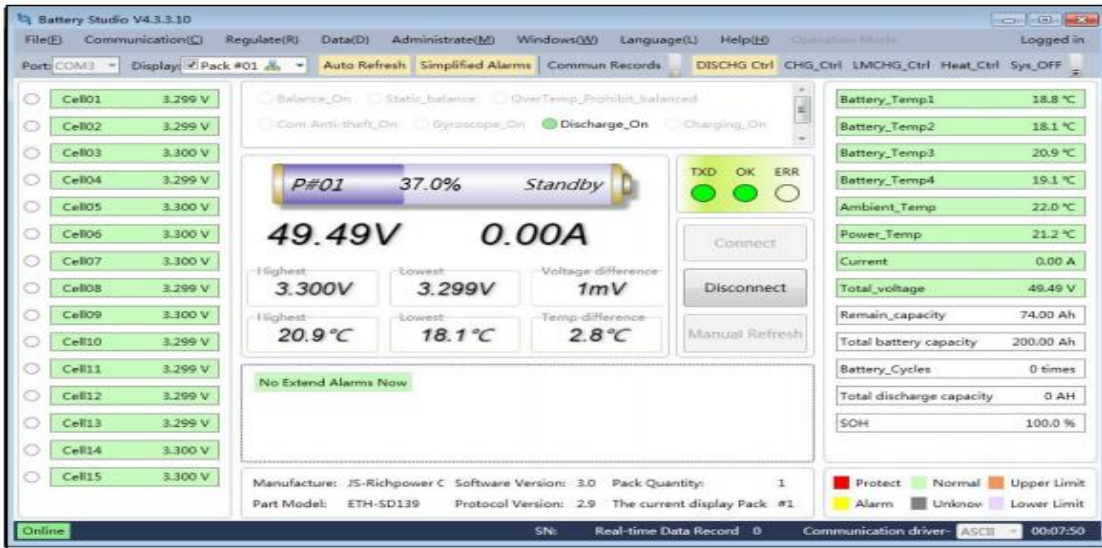 Battery Studio V4.3.3.10
File(F) Communication(C) Regulate(R) Data(D) Administrate(M) Windows(W) Language(L) Help(H) Operation Mode Logged in
Port: COM3 Display: Pack #01 Auto Refresh Simplified Alarms Commun Records DISCHG Ctrl CHG_Ctrl LMCHG_Ctrl Heat_Ctrl Sys_OFF
Cell01 3.299 V
Cell02 3.299 V
Cell03 3.300 V
Cell04 3.299 V
Cell05 3.300 V
Cell06 3.300 V
Cell07 3.300 V
Cell08 3.299 V
Cell09 3.300 V
Cell10 3.299 V
Cell11 3.299 V
Cell12 3.299 V
Cell13 3.299 V
Cell14 3.300 V
Cell15 3.300 V
Balance_On Static_balance OverTemp_Prohibit_balanced
Com Anti-theft_On Gyroscope_On Discharge_On Charging_On
P#01 37.0% Standby
49.49V 0.00A
Highest Lowest Voltage difference
3.300V 3.299V 1mV
Highest Lowest Temp difference
20.9℃ 18.1℃ 2.8℃
TXD OK ERR
Connect
Disconnect
Manual Refresh
No Extend Alarms Now
Manufacture: JS-Richpower C Software Version: 3.0 Pack Quantity: 1
Part Model: ETH-SD139 Protocol Version: 2.9 The current display Pack #1
Battery_Temp1 18.8 ℃
Battery_Temp2 18.1 ℃
Battery_Temp3 20.9 ℃
Battery_Temp4 19.1 ℃
Ambient_Temp 22.0 ℃
Power_Temp 21.2 ℃
Current 0.00 A
Total_voltage 49.49 V
Remain_capacity 74.00 Ah
Total battery capacity 200.00 Ah
Battery_Cycles 0 times
Total discharge capacity 0 AH
SOH 100.0 %
Protect Normal Upper Limit
Alarm Unknov Lower Limit
Online SN: Real-time Data Record 0 Communication driver- ASCII 00:07:50